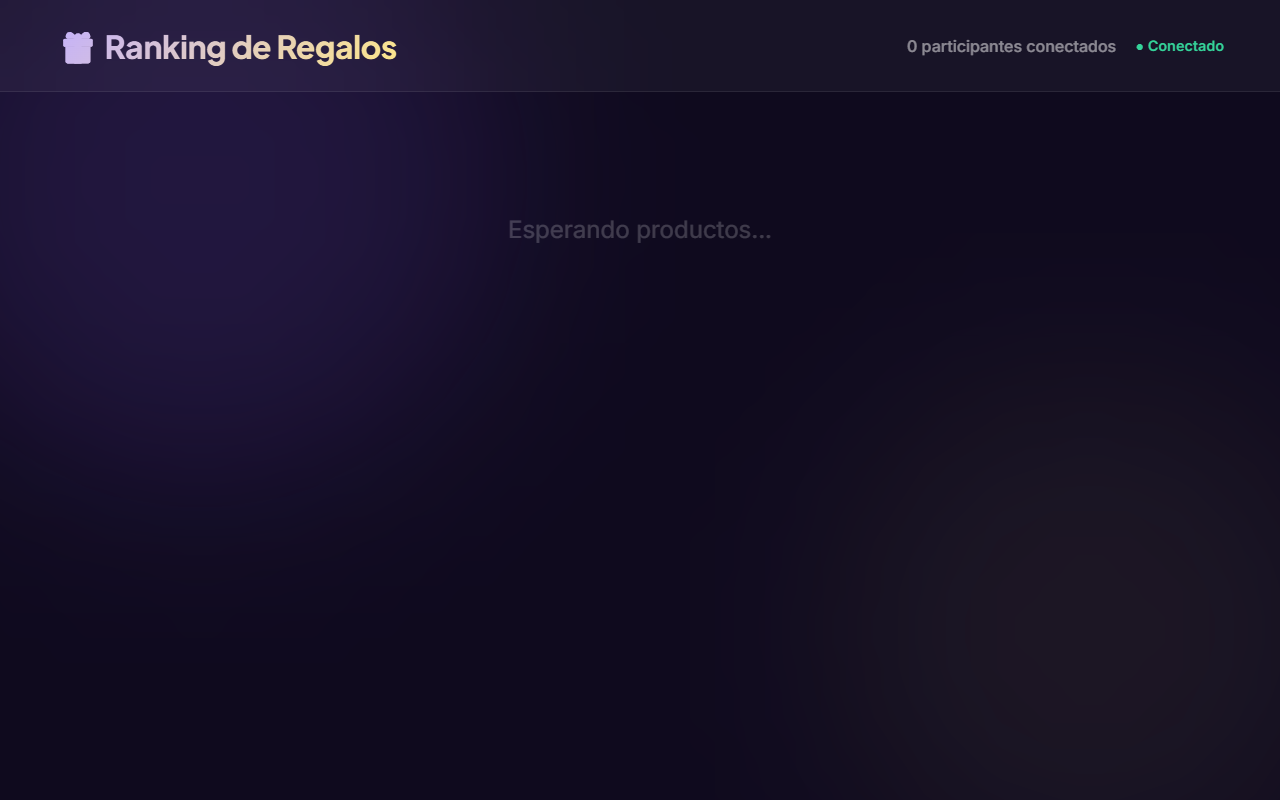 Ranking de Regalos
0 participantes conectados
● Conectado
Esperando productos...